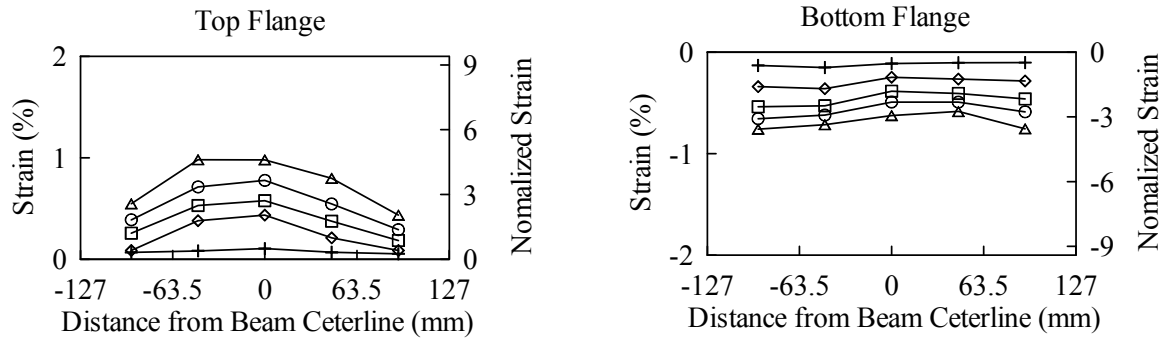 Top Flange
2
1
0
Strain (%)
9
6
3
0
Nomalized Strain
-127 -63.5 0 63.5 127
Distance from Beam Ceterline (mm)
Bottom Flange
0
-1
-2
Strain (%)
0
-3
-6
-9
Nomalized Strain
-127 -63.5 0 63.5 127
Distance from Beam Ceterline (mm)